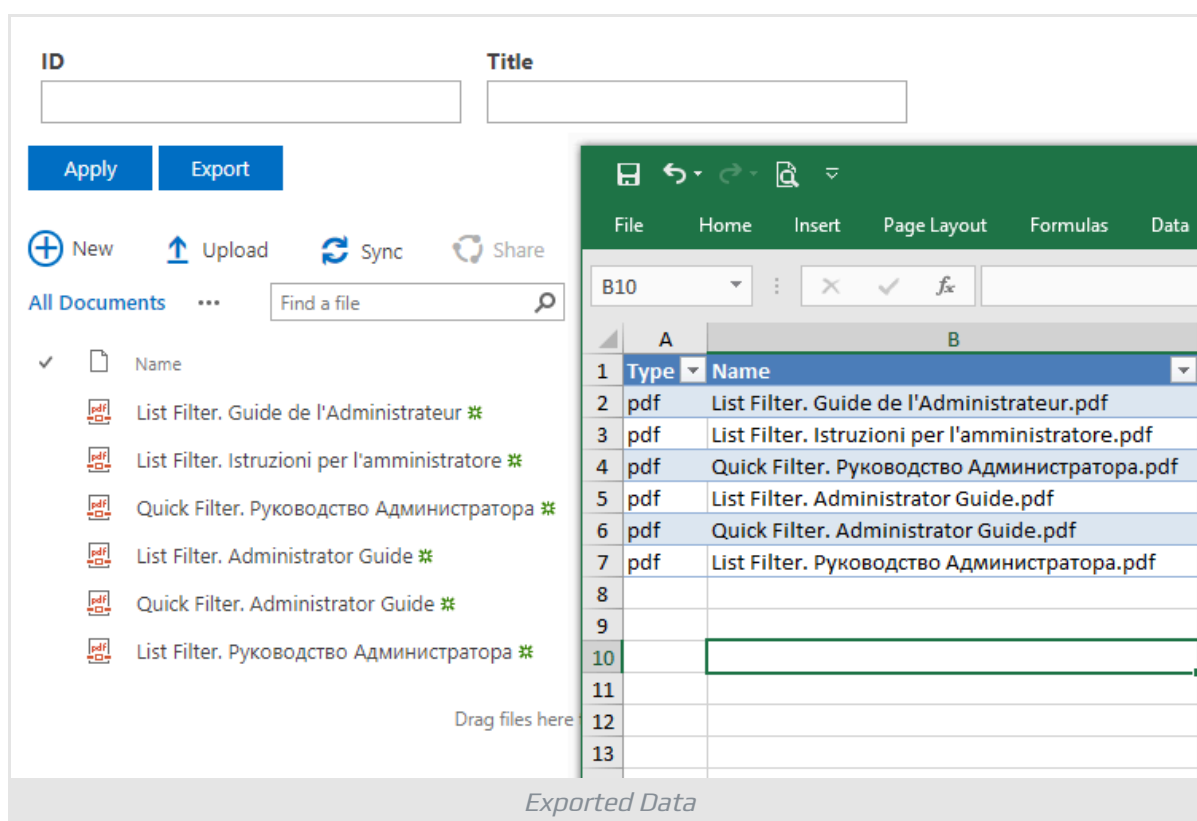 ID Title
Apply Export
New Upload Sync Share
All Documents ••• Find a file
Name
List Filter. Guide de l'Administrateur
List Filter. Istruzioni per l'amministratore
Quick Filter. Руководство Администратора
List Filter. Administrator Guide
Quick Filter. Administrator Guide
List Filter. Руководство Администратора
Drag files here
File Home Insert Page Layout Formulas Data
B10 fx
A B
1 Type Name
2 pdf List Filter. Guide de l'Administrateur.pdf
3 pdf List Filter. Istruzioni per l'amministratore.pdf
4 pdf Quick Filter. Руководство Администратора.pdf
5 pdf List Filter. Administrator Guide.pdf
6 pdf Quick Filter. Administrator Guide.pdf
7 pdf List Filter. Руководство Администратора.pdf
8
9
10
11
12
13
Exported Data